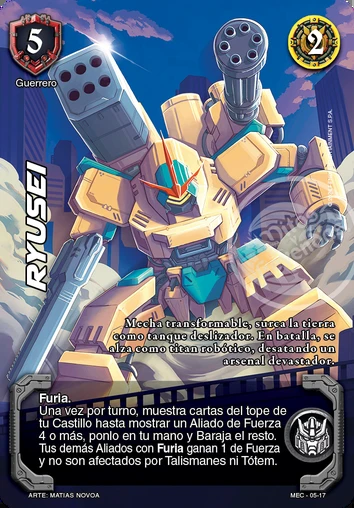 5
2
Guerrero
RYUSEI
Mecha transformable, surca la tierra
como tanque deslizador. En batalla, se
alza como titan robótico, desatando un
arsenal devastador.
Furia.
Una vez por turno, muestra cartas del tope de
tu Castillo hasta mostrar un Aliado de Fuerza
4 o más, ponlo en tu mano y Baraja el resto.
Tus demás Aliados con Furia ganan 1 de Fuerza
y no son afectados por Talismanes ni Tótem.
ARTE: MATIAS NOVOA
MEC - 05-17